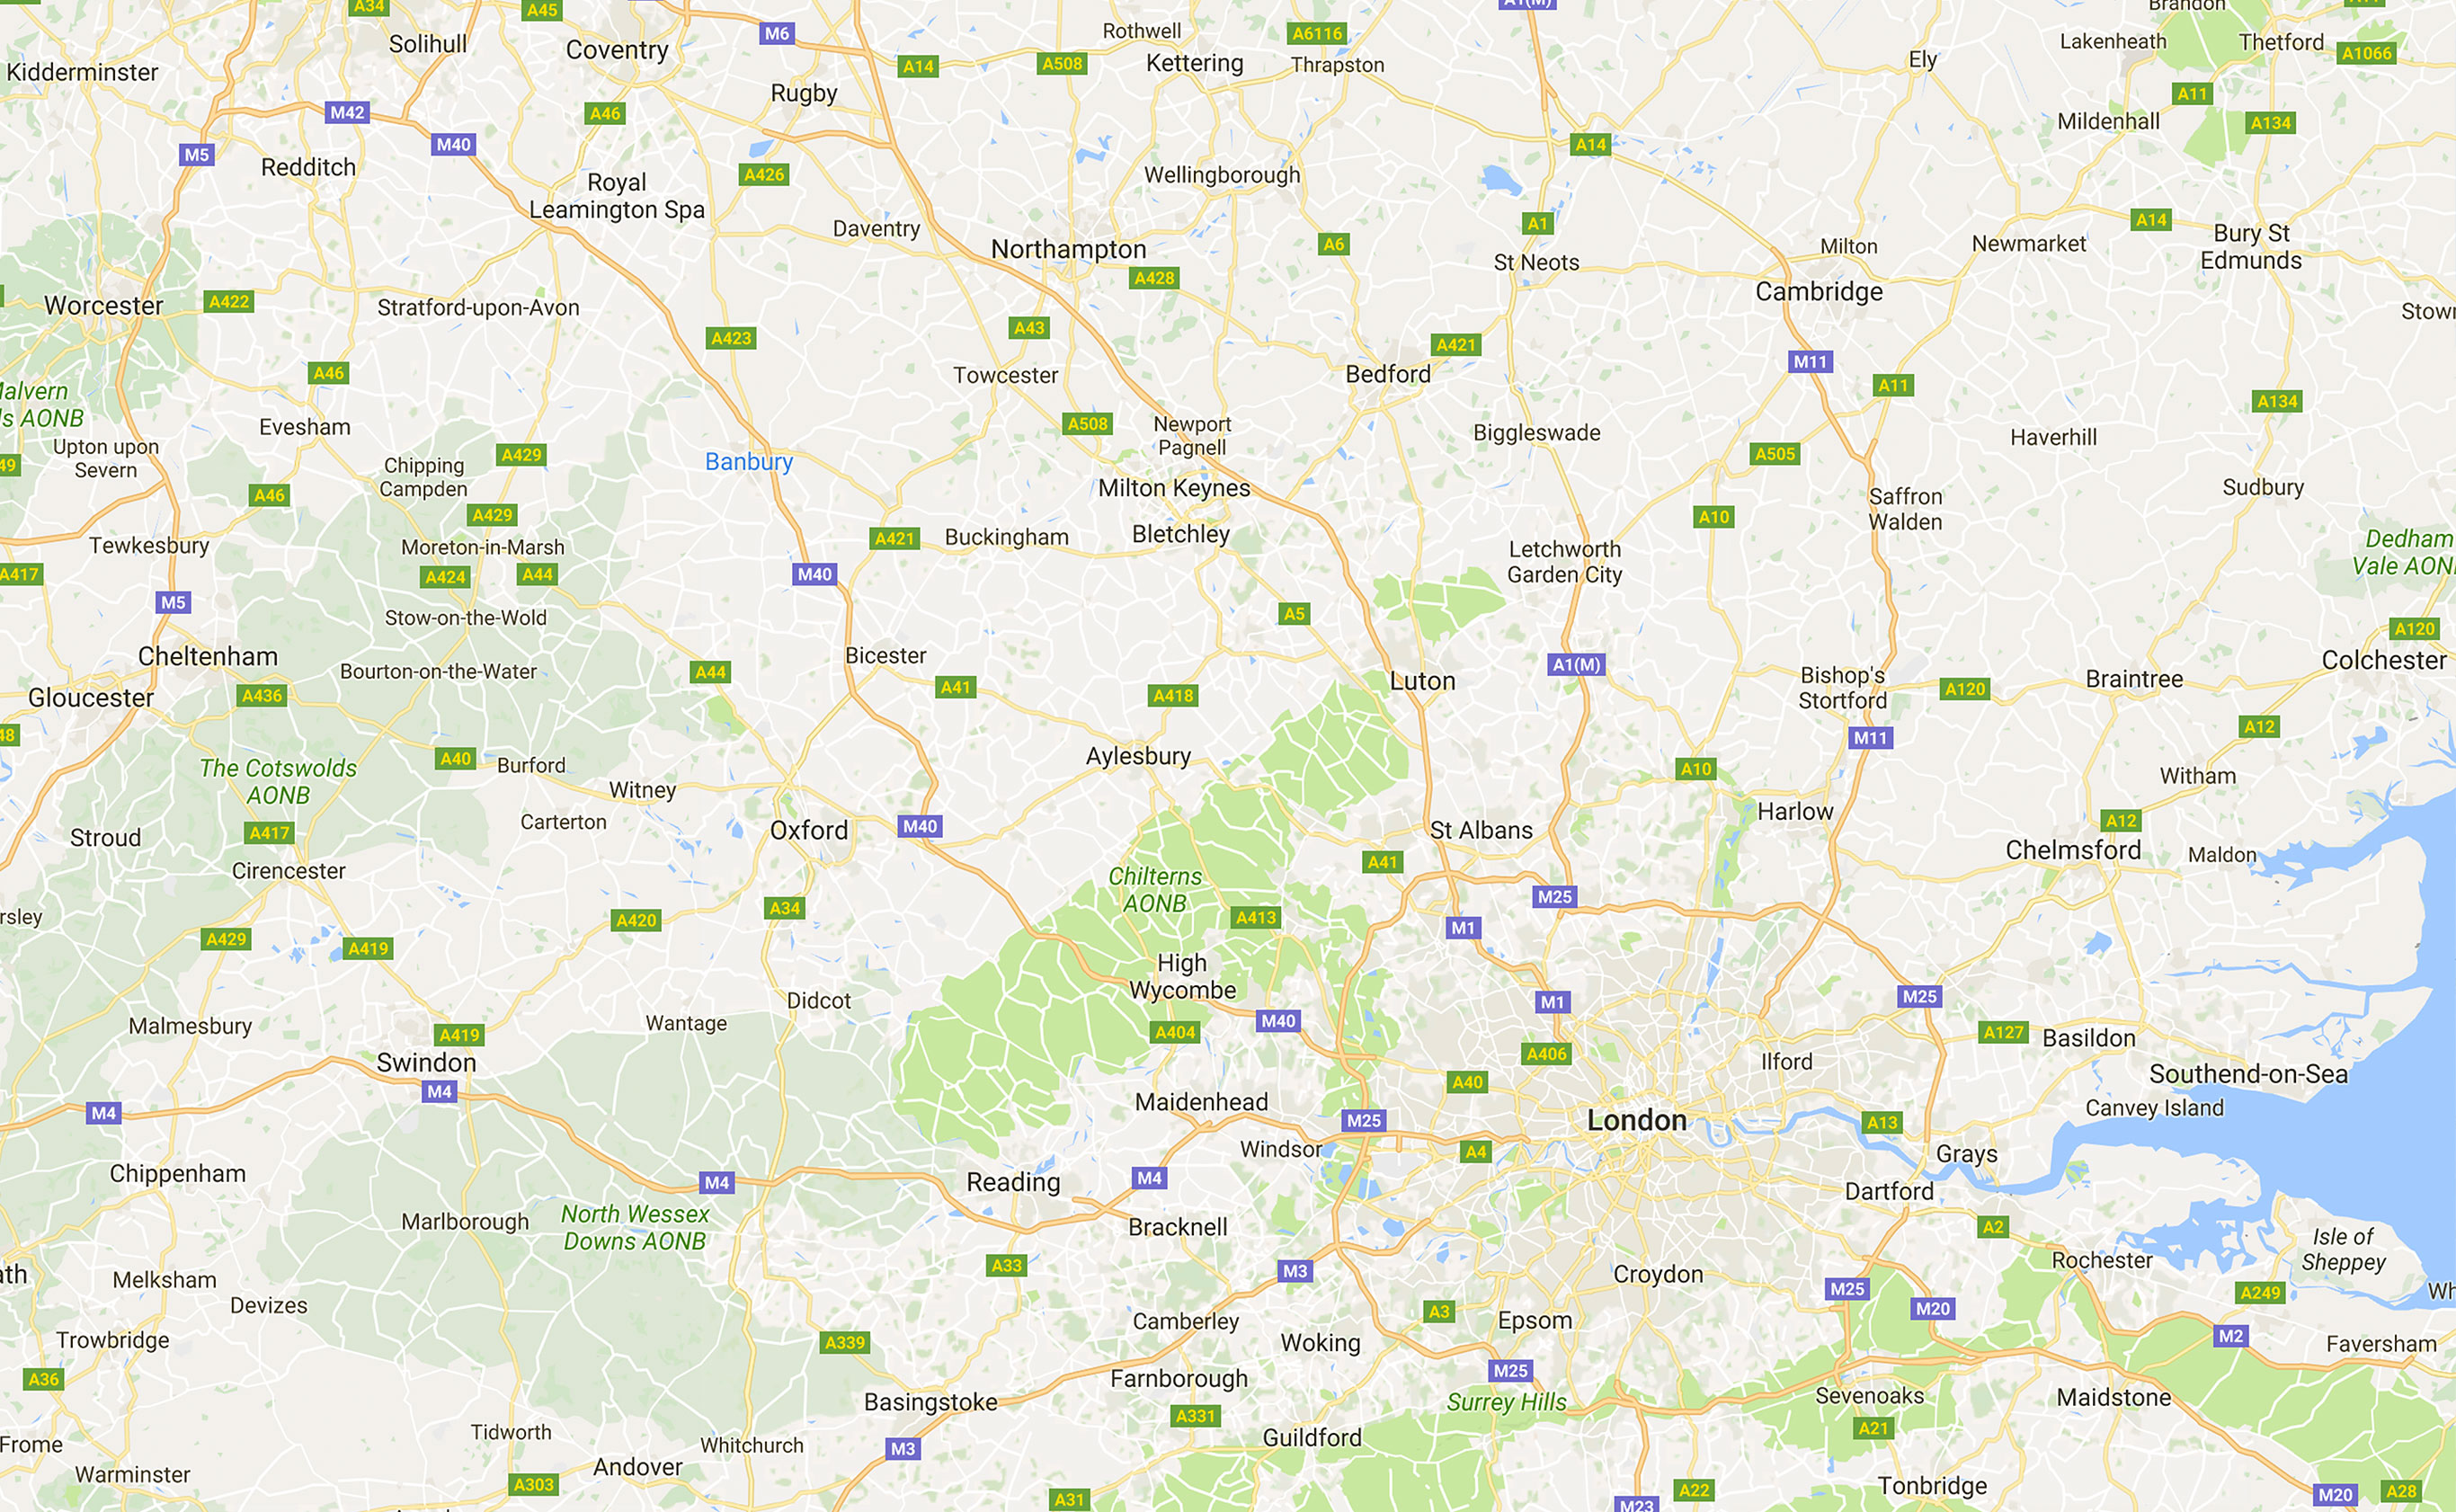 A34
A45
A1(M)
Brandon
Solihull
Coventry
M6
Rothwell
A6116
Lakenheath
Thetford
A1066
Kidderminster
A14
A508
Kettering
Thrapston
Ely
Rugby
A11
M42
A46
Mildenhall
A134
M5
M40
A14
Redditch
Royal
Leamington Spa
A426
Wellingborough
Daventry
A1
A14
Northampton
A6
St Neots
Milton
Newmarket
Bury St
Edmunds
A428
Cambridge
Worcester
A422
Stratford-upon-Avon
A43
A423
A421
M11
A46
Towcester
Bedford
A11
Malvern
ls AONB
A134
Evesham
A508
Newport
Pagnell
Biggleswade
Haverhill
Upton upon
Severn
49
A429
Banbury
A505
Chipping
Campden
A46
Milton Keynes
Sudbury
A429
A10
Saffron
Walden
Tewkesbury
Moreton-in-Marsh
A421
Buckingham
Bletchley
Letchworth
Garden City
Dedham
Vale AON
A417
A424
A44
M40
M5
Stow-on-the-Wold
A5
A120
Cheltenham
Bourton-on-the-Water
A44
Bicester
A1(M)
Colchester
Gloucester
A436
A41
A418
Luton
Bishop's
Stortford
A120
Braintree
48
A40
Burford
Aylesbury
M11
A12
The Cotswolds
AONB
Witney
A10
Witham
Stroud
A417
Carterton
Oxford
M40
St Albans
Harlow
A12
Chelmsford
Maldon
Cirencester
A41
Chilterns
AONB
M25
rsley
A420
A34
A413
M1
A429
A419
High
Wycombe
M25
Malmesbury
A419
Wantage
Didcot
A404
M40
M1
A127
Basildon
Swindon
M4
A406
Ilford
A40
Southend-on-Sea
M4
Maidenhead
M25
London
A13
Canvey Island
Chippenham
M4
Reading
M4
Windsor
A4
Grays
Dartford
Marlborough
North Wessex
Downs AONB
Bracknell
A2
Isle of
Sheppey
ath
Melksham
A33
M3
Croydon
Rochester
Devizes
M25
M20
A249
Wh
Trowbridge
A339
Camberley
Woking
A3
Epsom
M2
Faversham
A36
Farnborough
M25
Basingstoke
Surrey Hills
Sevenoaks
Maidstone
Frome
Tidworth
Whitchurch
M3
A331
Guildford
A21
Warminster
A303
Andover
A31
M23
A22
Tonbridge
M20
A28
Stow